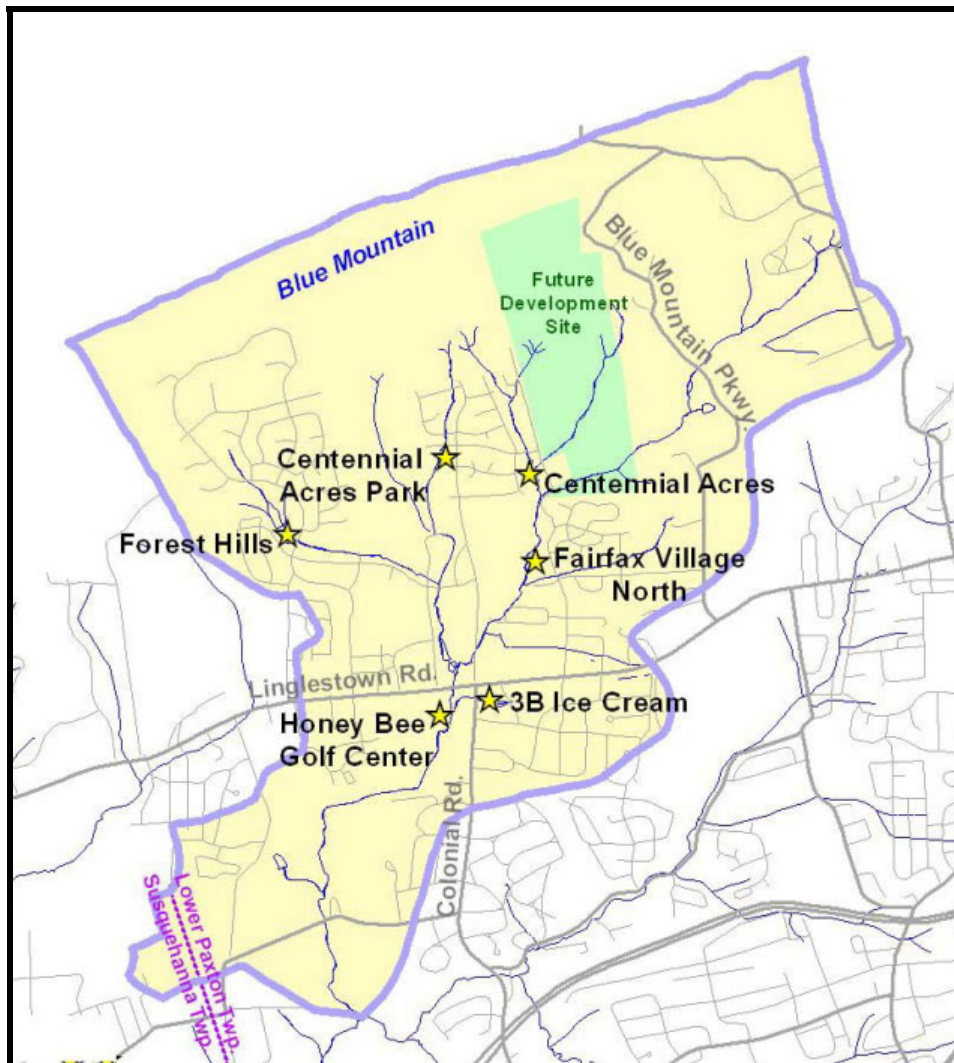 Blue Mountain
Blue Mountain Pkwy.
Future
Development
Site
Centennial
Acres Park
Centennial Acres
Forest Hills
Fairfax Village
North
Linglestown Rd.
3B Ice Cream
Honey Bee
Golf Center
Colonial Rd.
Lower Paxton Twp.
Susquehanna Twp.